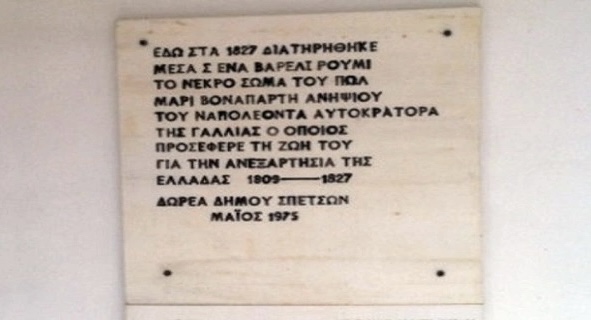 ΕΔΩ ΣΤΑ 1827 ΔΙΑΤΗΡΗΘΗΚΕ
ΜΕΣΑ Σ ΕΝΑ ΒΑΡΕΛΙ ΡΟΥΜΙ
ΤΟ ΝΕΚΡΟ ΣΩΜΑ ΤΟΥ ΠΩΛ
ΜΑΡΙ ΒΟΝΑΠΑΡΤΗ ΑΝΗΨΙΟΥ
ΤΟΥ ΝΑΠΟΛΕΟΝΤΑ ΑΥΤΟΚΡΑΤΟΡΑ
ΤΗΣ ΓΑΛΛΙΑΣ Ο ΟΠΟΙΟΣ
ΠΡΟΣΕΦΕΡΕ ΤΗ ΖΩΗ ΤΟΥ
ΓΙΑ ΤΗΝ ΑΝΕΞΑΡΤΗΣΙΑ ΤΗΣ
ΕΛΛΑΔΑΣ 1809—1827
ΔΩΡΕΑ ΔΗΜΟΥ ΣΠΕΤΣΩΝ
ΜΑΪΟΣ 1975